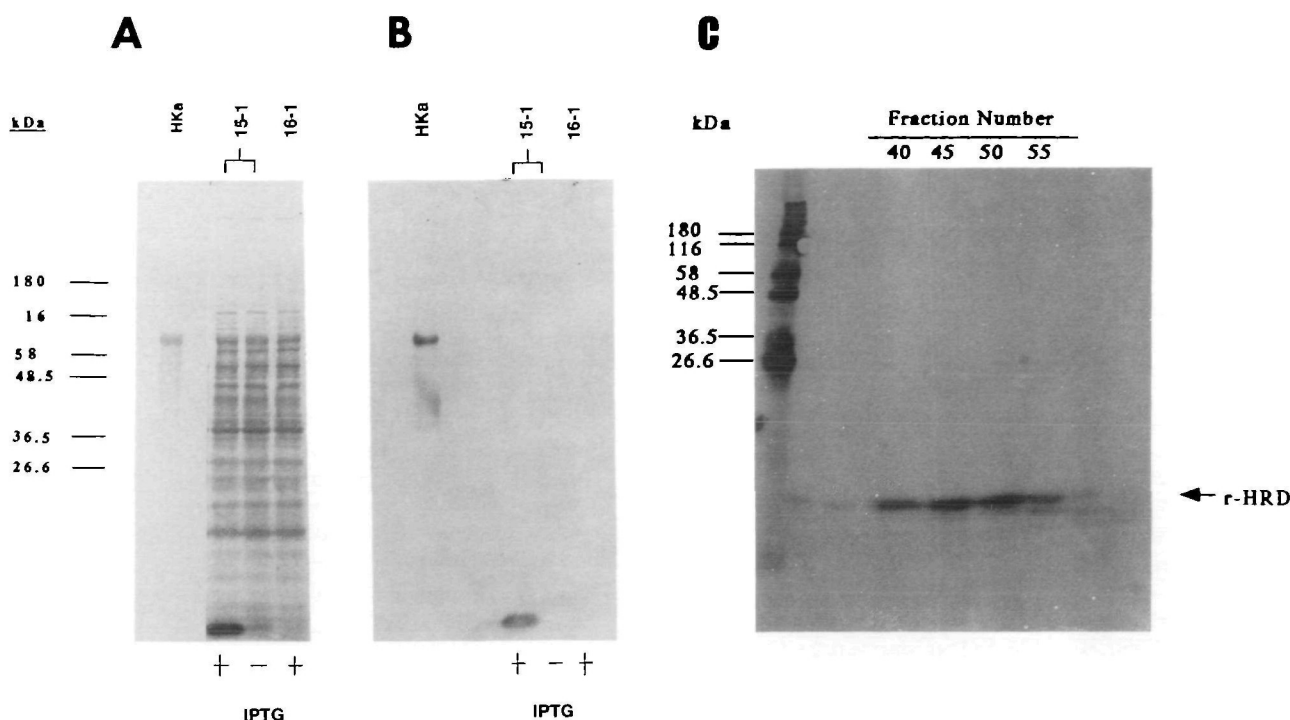 A
B
C
kDa
HKa
15-1
16-1
180
16
58
48.5
36.5
26.6
+ − +
IPTG
HKa
15-1
16-1
+ − +
IPTG
kDa
Fraction Number
40 45 50 55
180
116
58
48.5
36.5
26.6
r-HRD